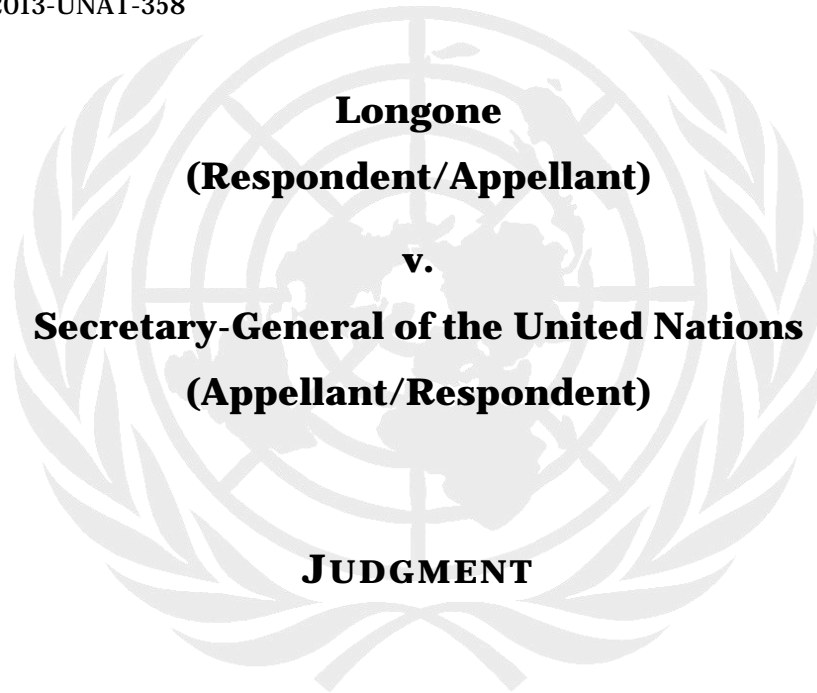 2013-UNAT-358
Longone
(Respondent/Appellant)
v.
Secretary-General of the United Nations
(Appellant/Respondent)
JUDGMENT